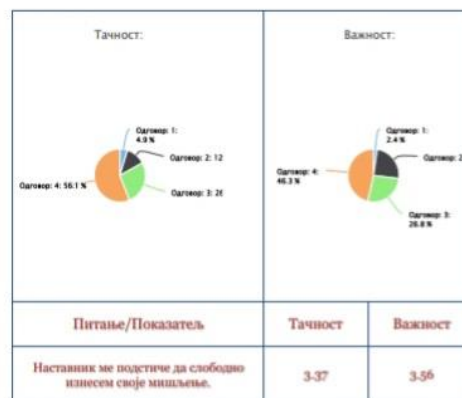 Тачност:
Важност:
Одговор: 1:
4.9 %
Одговор: 2: 12
Одговор: 3: 26
Одговор: 4: 56.1 %
Одговор: 1:
2.4 %
Одговор: 2
Одговор: 4:
46.3 %
Одговор: 3:
26.8 %
Питање/Показатељ
Тачност
Важност
Наставник ме подстиче да слободно
изнесем своје мишљење.
3.37
3.56